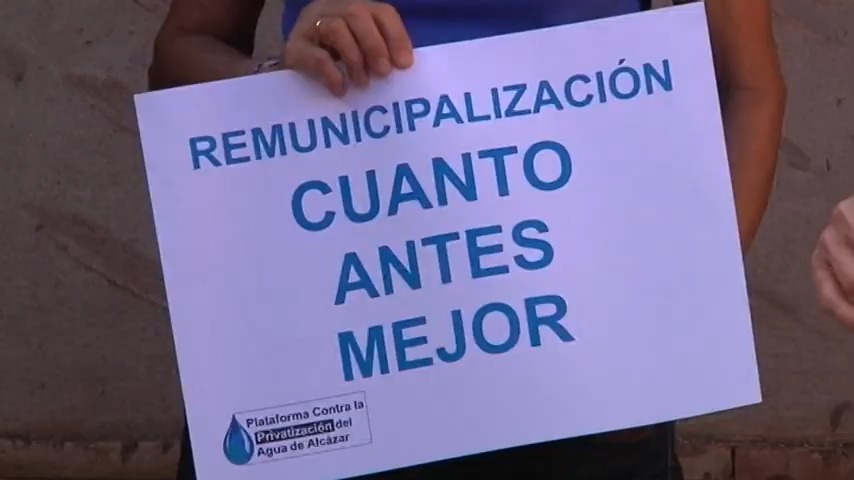 REMUNICIPALIZACIÓN
CUANTO
ANTES
MEJOR
Plataforma Contra la
Privatización del
Agua de Alcázar